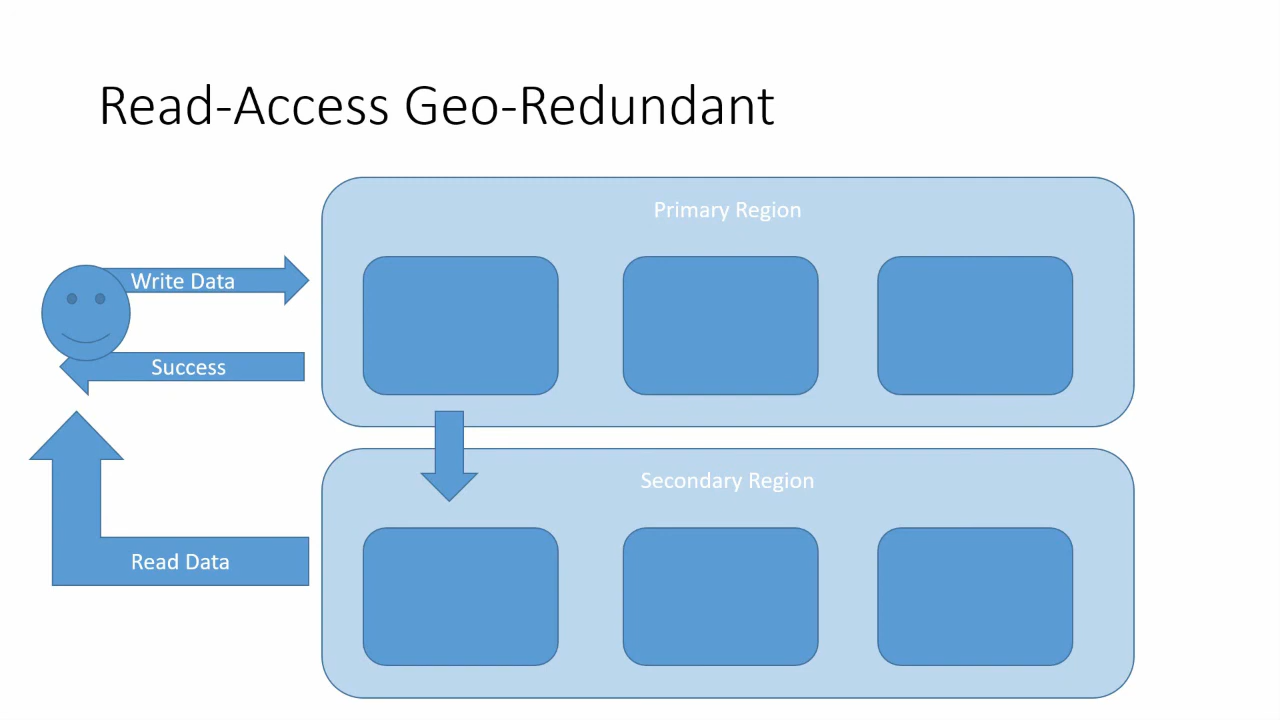 Read-Access Geo-Redundant
Primary Region
Write Data
Success
Secondary Region
Read Data